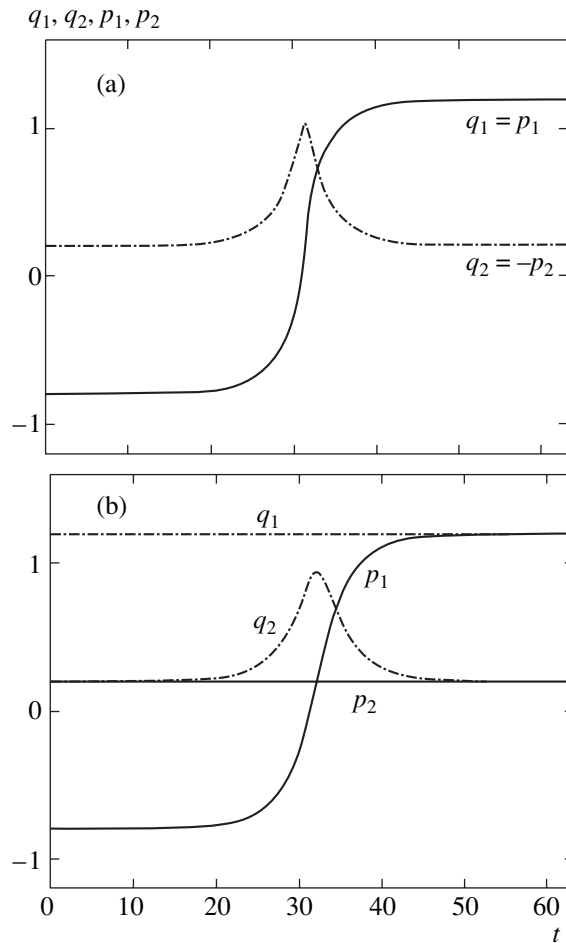 q₁, q₂, p₁, p₂
(a)
1
q₁ = p₁
0
q₂ = –p₂
–1
(b)
q₁
1
p₁
q₂
p₂
0
–1
0 10 20 30 40 50 60
t